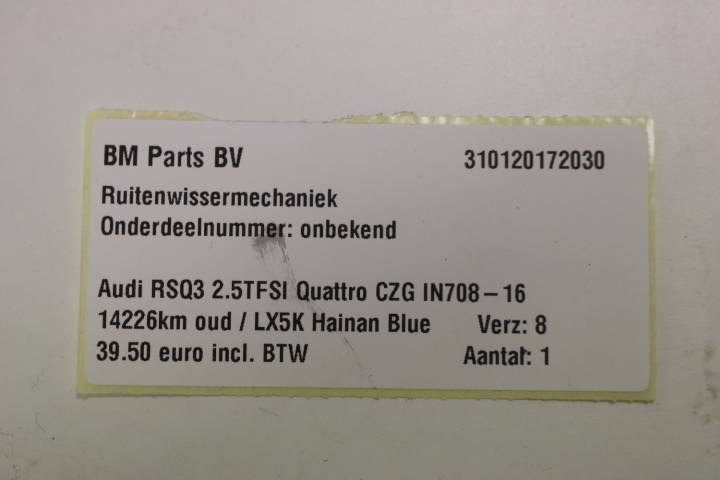 BM Parts BV 310120172030
Ruitenwissermechaniek
Onderdeelnummer: onbekend
Audi RSQ3 2.5TFSI Quattro CZG IN708-16
14226km oud / LX5K Hainan Blue Verz: 8
39.50 euro incl. BTW Aantal: 1